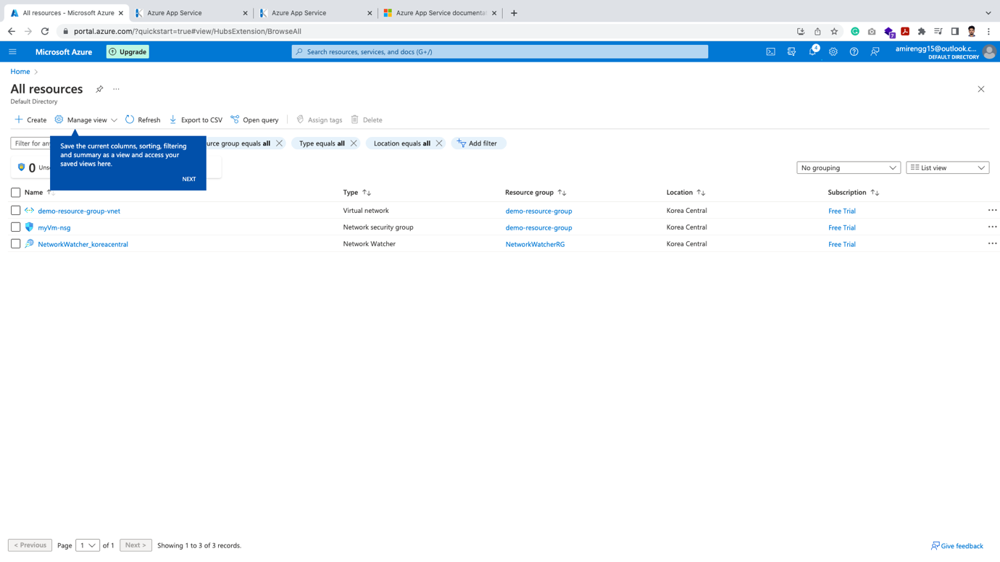 All resources - Microsoft Azure
Azure App Service
Azure App Service
Azure App Service documenta
portal.azure.com/?quickstart=true#view/HubsExtension/BrowseAll
7
Microsoft Azure
Upgrade
Search resources, services, and docs (G+/)
4
amirengg15@outlook.c...
DEFAULT DIRECTORY
Home
All resources
...
Default Directory
Create
Manage view
Refresh
Export to CSV
Open query
Assign tags
Delete
Filter for any
urce group equals all
Type equals all
Location equals all
Add filter
Save the current columns, sorting, filtering
and summary as a view and access your
saved views here.
NEXT
0 Unse
No grouping
List view
Name
Type
Resource group
Location
Subscription
demo-resource-group-vnet
Virtual network
demo-resource-group
Korea Central
Free Trial
...
myVm-nsg
Network security group
demo-resource-group
Korea Central
Free Trial
...
NetworkWatcher_koreacentral
Network Watcher
NetworkWatcherRG
Korea Central
Free Trial
...
< Previous
Page
1
of 1
Next >
Showing 1 to 3 of 3 records.
Give feedback